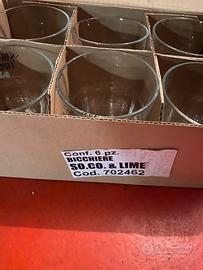 Conf. 6 pz.
BICCHIERE
SO.CO. & LIME
Cod. 702462